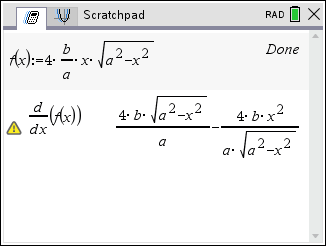 Scratchpad RAD
f(x):=4·b/a·x·√(a²−x²) Done
d/dx(f(x)) 4·b·√(a²−x²)/a − 4·b·x²/(a·√(a²−x²))